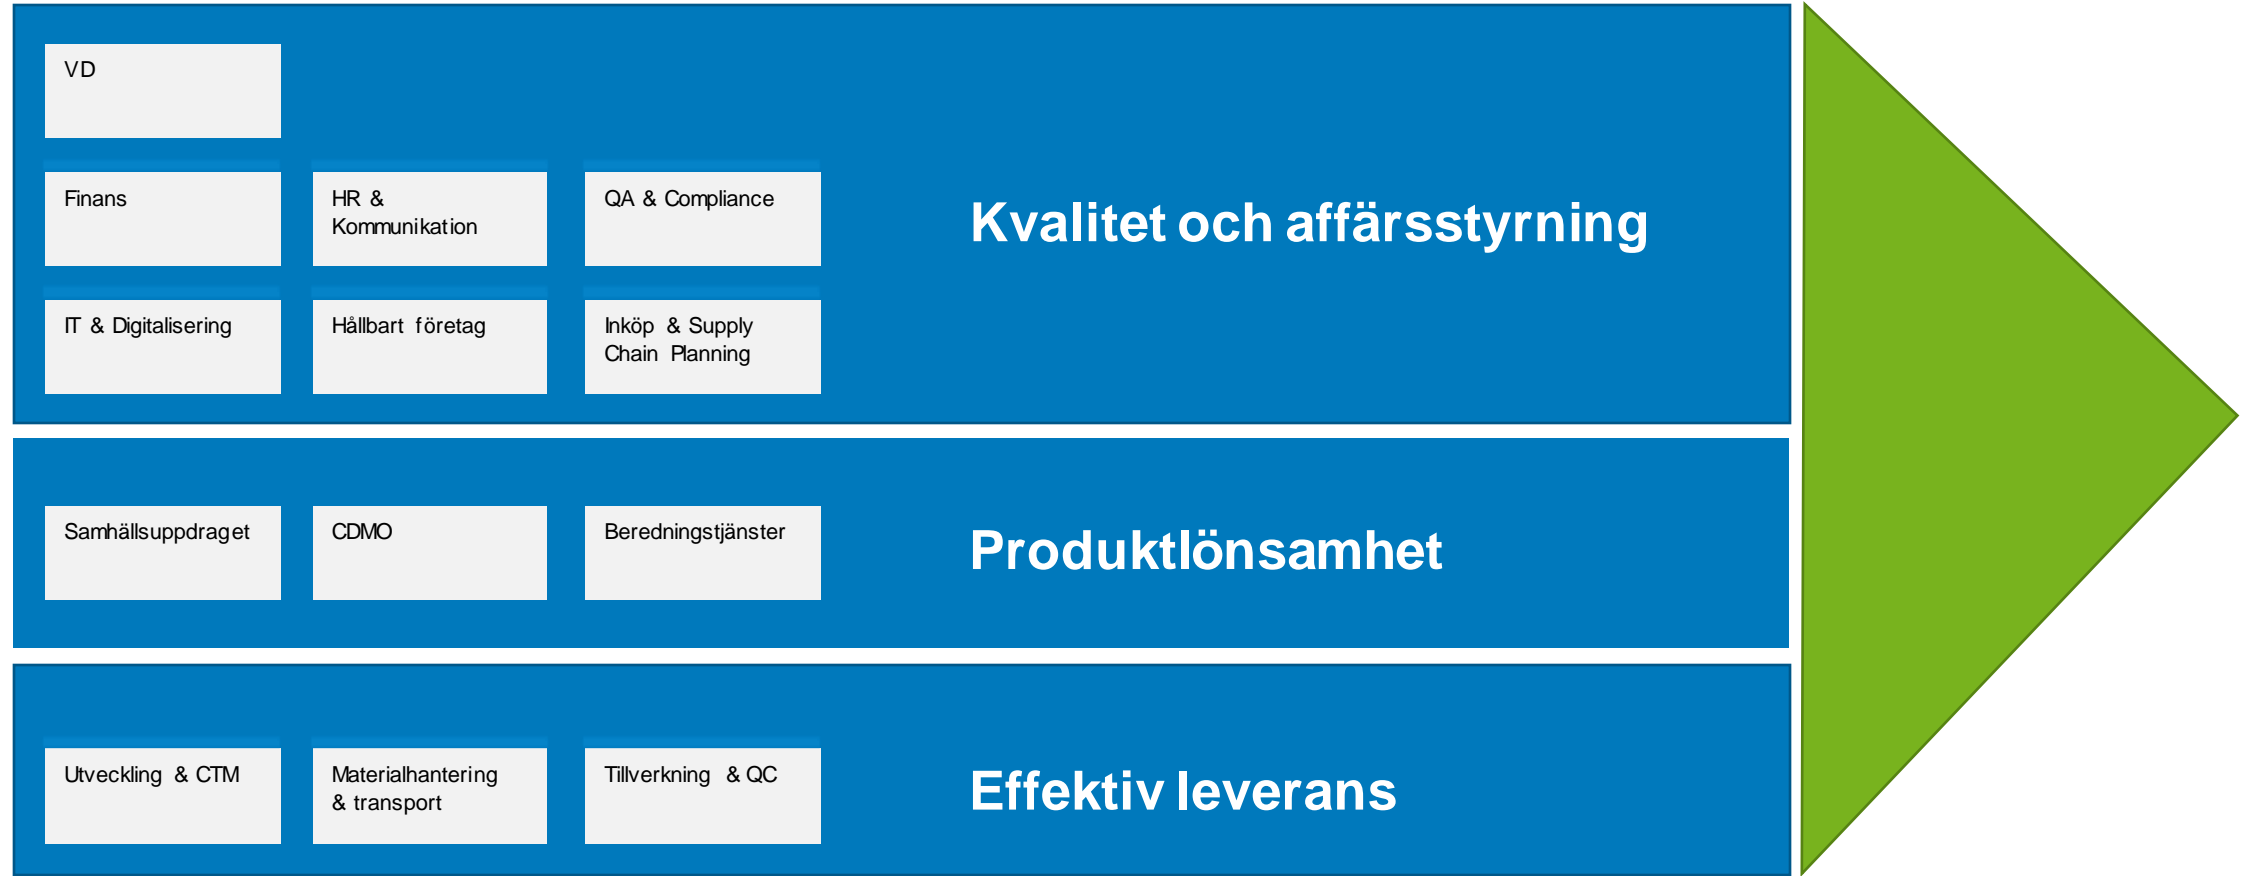 VD
Finans
HR &
Kommunikation
QA & Compliance
IT & Digitalisering
Hållbart företag
Inköp & Supply
Chain Planning
Kvalitet och affärsstyrning
Samhällsuppdraget
CDMO
Beredningstjänster
Produktlönsamhet
Utveckling & CTM
Materialhantering
& transport
Tillverkning & QC
Effektiv leverans